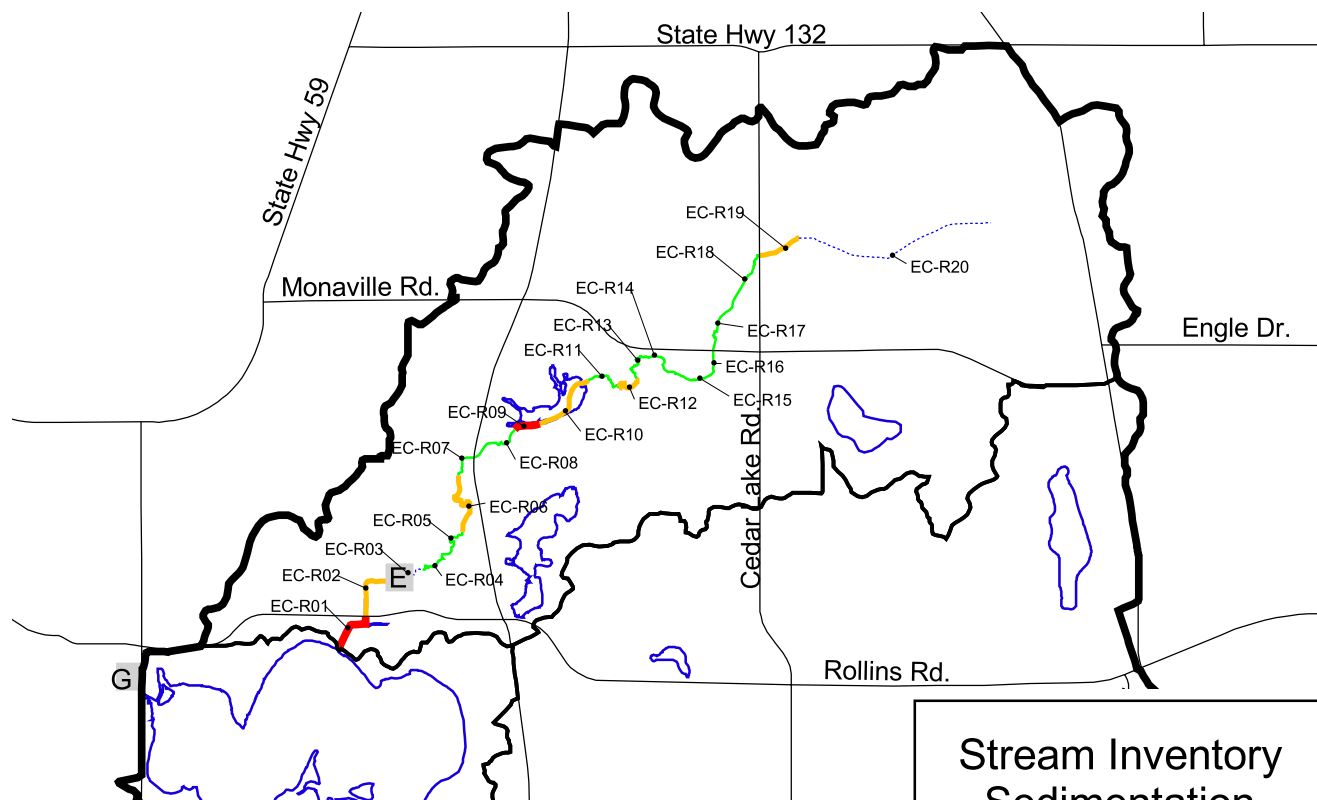 State Hwy 132
State Hwy 59
EC-R19
EC-R18
EC-R20
Monaville Rd.
EC-R14
EC-R13
EC-R17
Engle Dr.
EC-R11
EC-R16
EC-R12
EC-R15
EC-R09
EC-R10
EC-R07
EC-R08
Cedar Lake Rd.
EC-R06
EC-R05
EC-R03
E
EC-R02
EC-R04
EC-R01
G
Rollins Rd.
Stream Inventory
Sedimentation